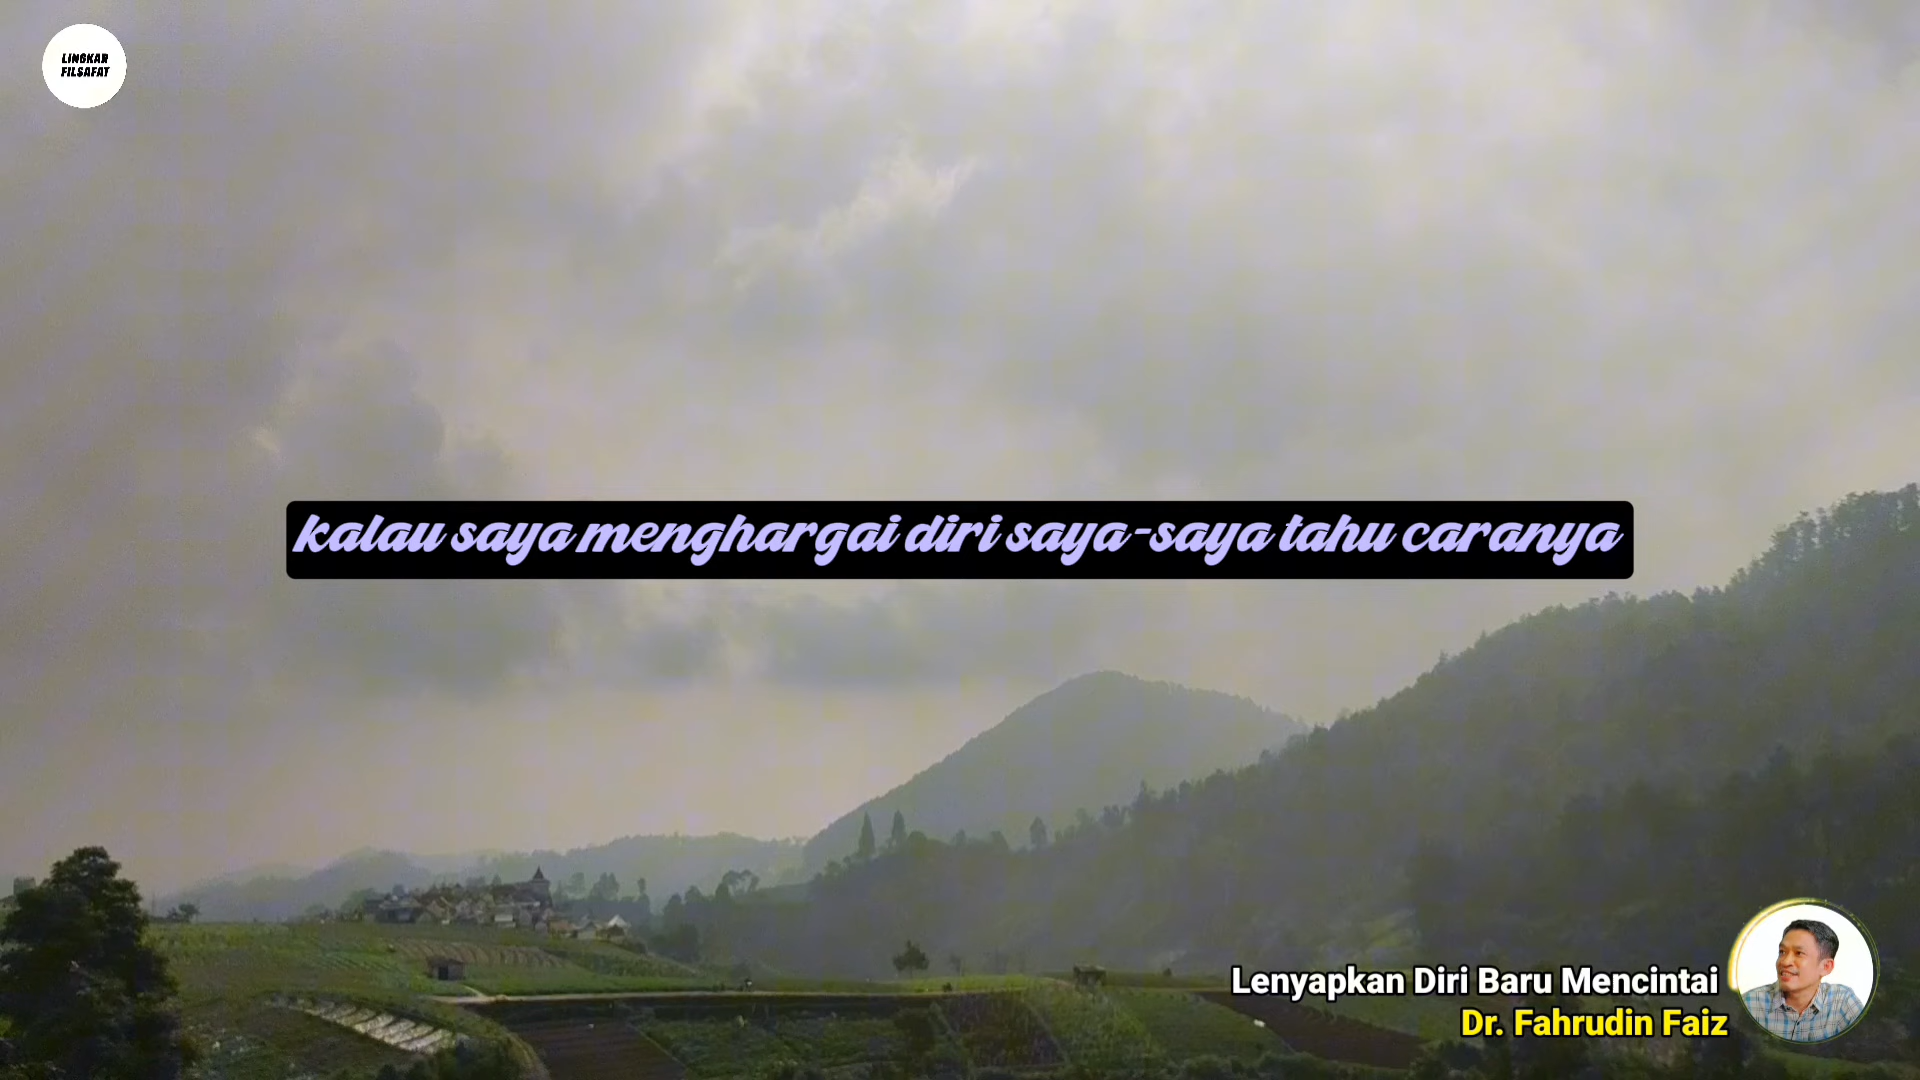 LINGKAR
FILSAFAT
kalau saya menghargai diri saya-saya tahu caranya
Lenyapkan Diri Baru Mencintai
Dr. Fahrudin Faiz